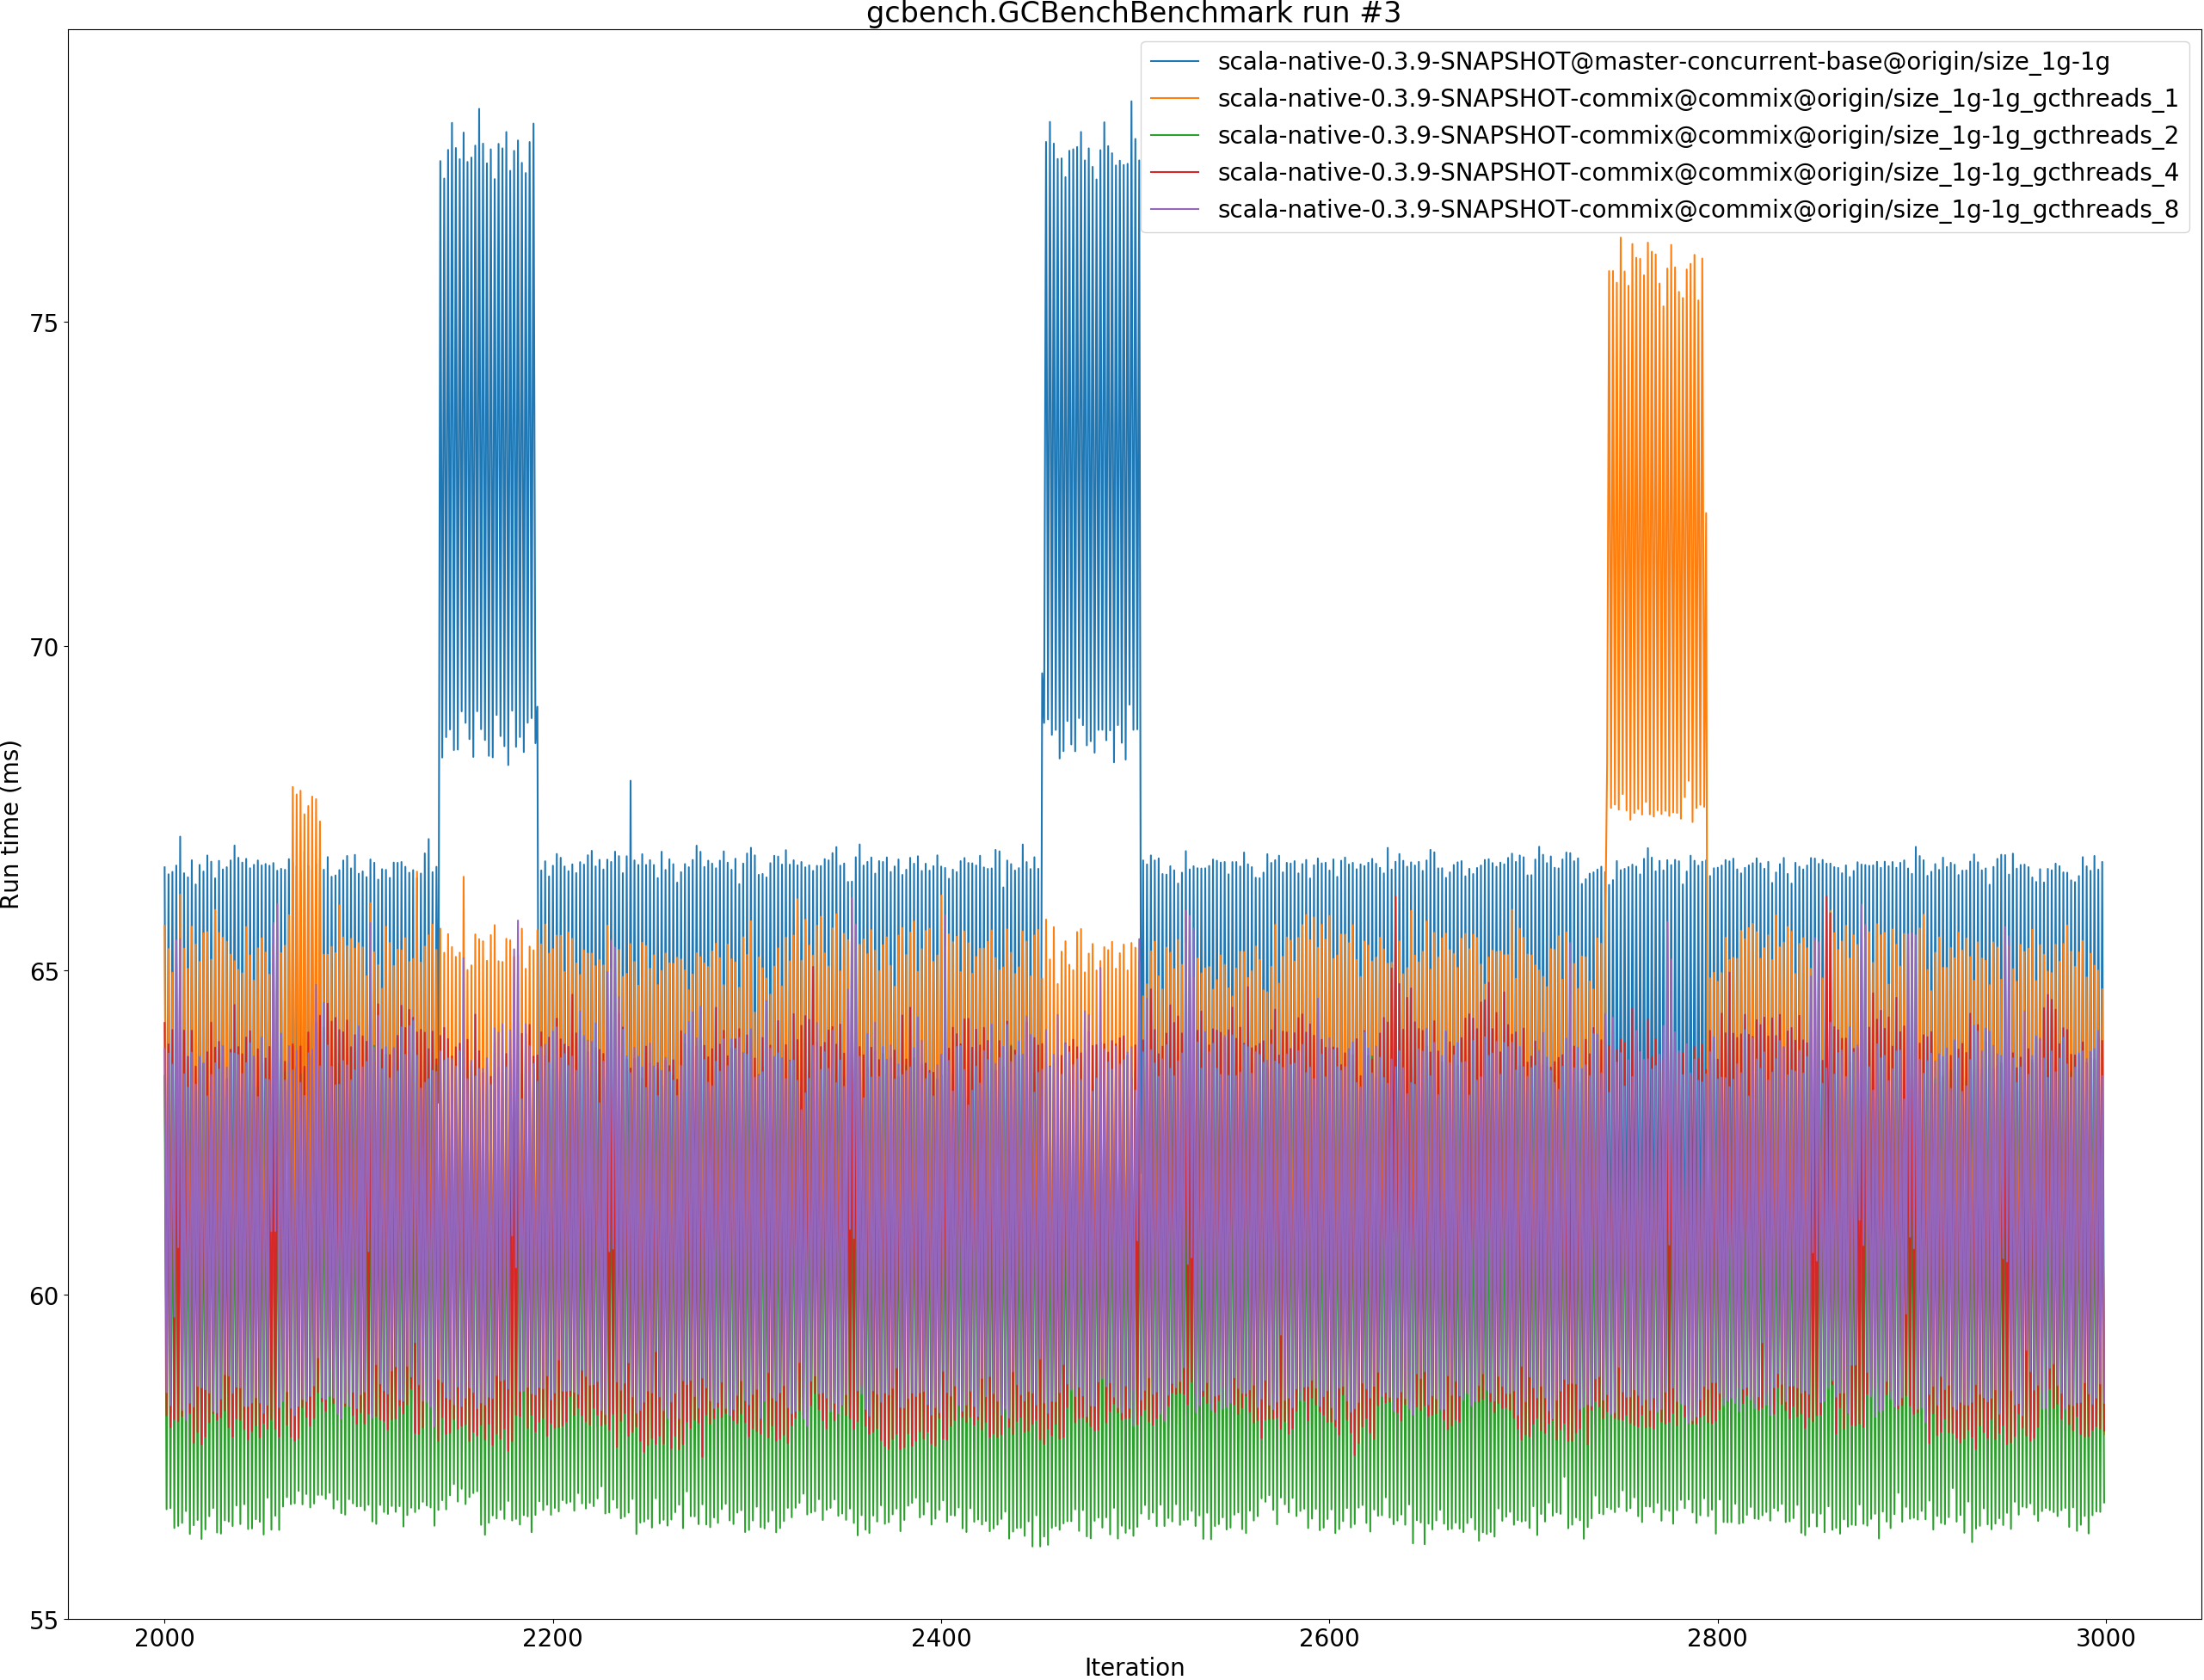 gcbench.GCBenchBenchmark run #3
scala-native-0.3.9-SNAPSHOT@master-concurrent-base@origin/size_1g-1g
scala-native-0.3.9-SNAPSHOT-commix@commix@origin/size_1g-1g_gcthreads_1
scala-native-0.3.9-SNAPSHOT-commix@commix@origin/size_1g-1g_gcthreads_2
scala-native-0.3.9-SNAPSHOT-commix@commix@origin/size_1g-1g_gcthreads_4
scala-native-0.3.9-SNAPSHOT-commix@commix@origin/size_1g-1g_gcthreads_8
Run time (ms)
75
70
65
60
55
2000 2200 2400 2600 2800 3000
Iteration